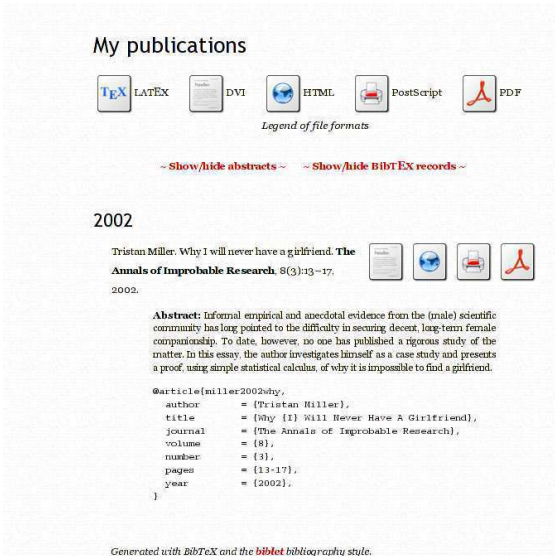 My publications
TEX LATEX DVI HTML PostScript PDF
Legend of file formats
~ Show/hide abstracts ~ ~ Show/hide BibTEX records ~
2002
Tristan Miller. Why I will never have a girlfriend. The
Annals of Improbable Research, 8(3):13–17,
2002.
Abstract: Informal empirical and anecdotal evidence from the (male) scientific
community has long pointed to the difficulty in securing decent, long-term female
companionship. To date, however, no one has published a rigorous study of the
matter. In this essay, the author investigates himself as a case study and presents
a proof, using simple statistical calculus, of why it is impossible to find a girlfriend.
@article{miller2002why,
author = {Tristan Miller},
title = {Why {I} Will Never Have A Girlfriend},
journal = {The Annals of Improbable Research},
volume = {8},
number = {3},
pages = {13-17},
year = {2002},
}
Generated with BibTeX and the biblet bibliography style.